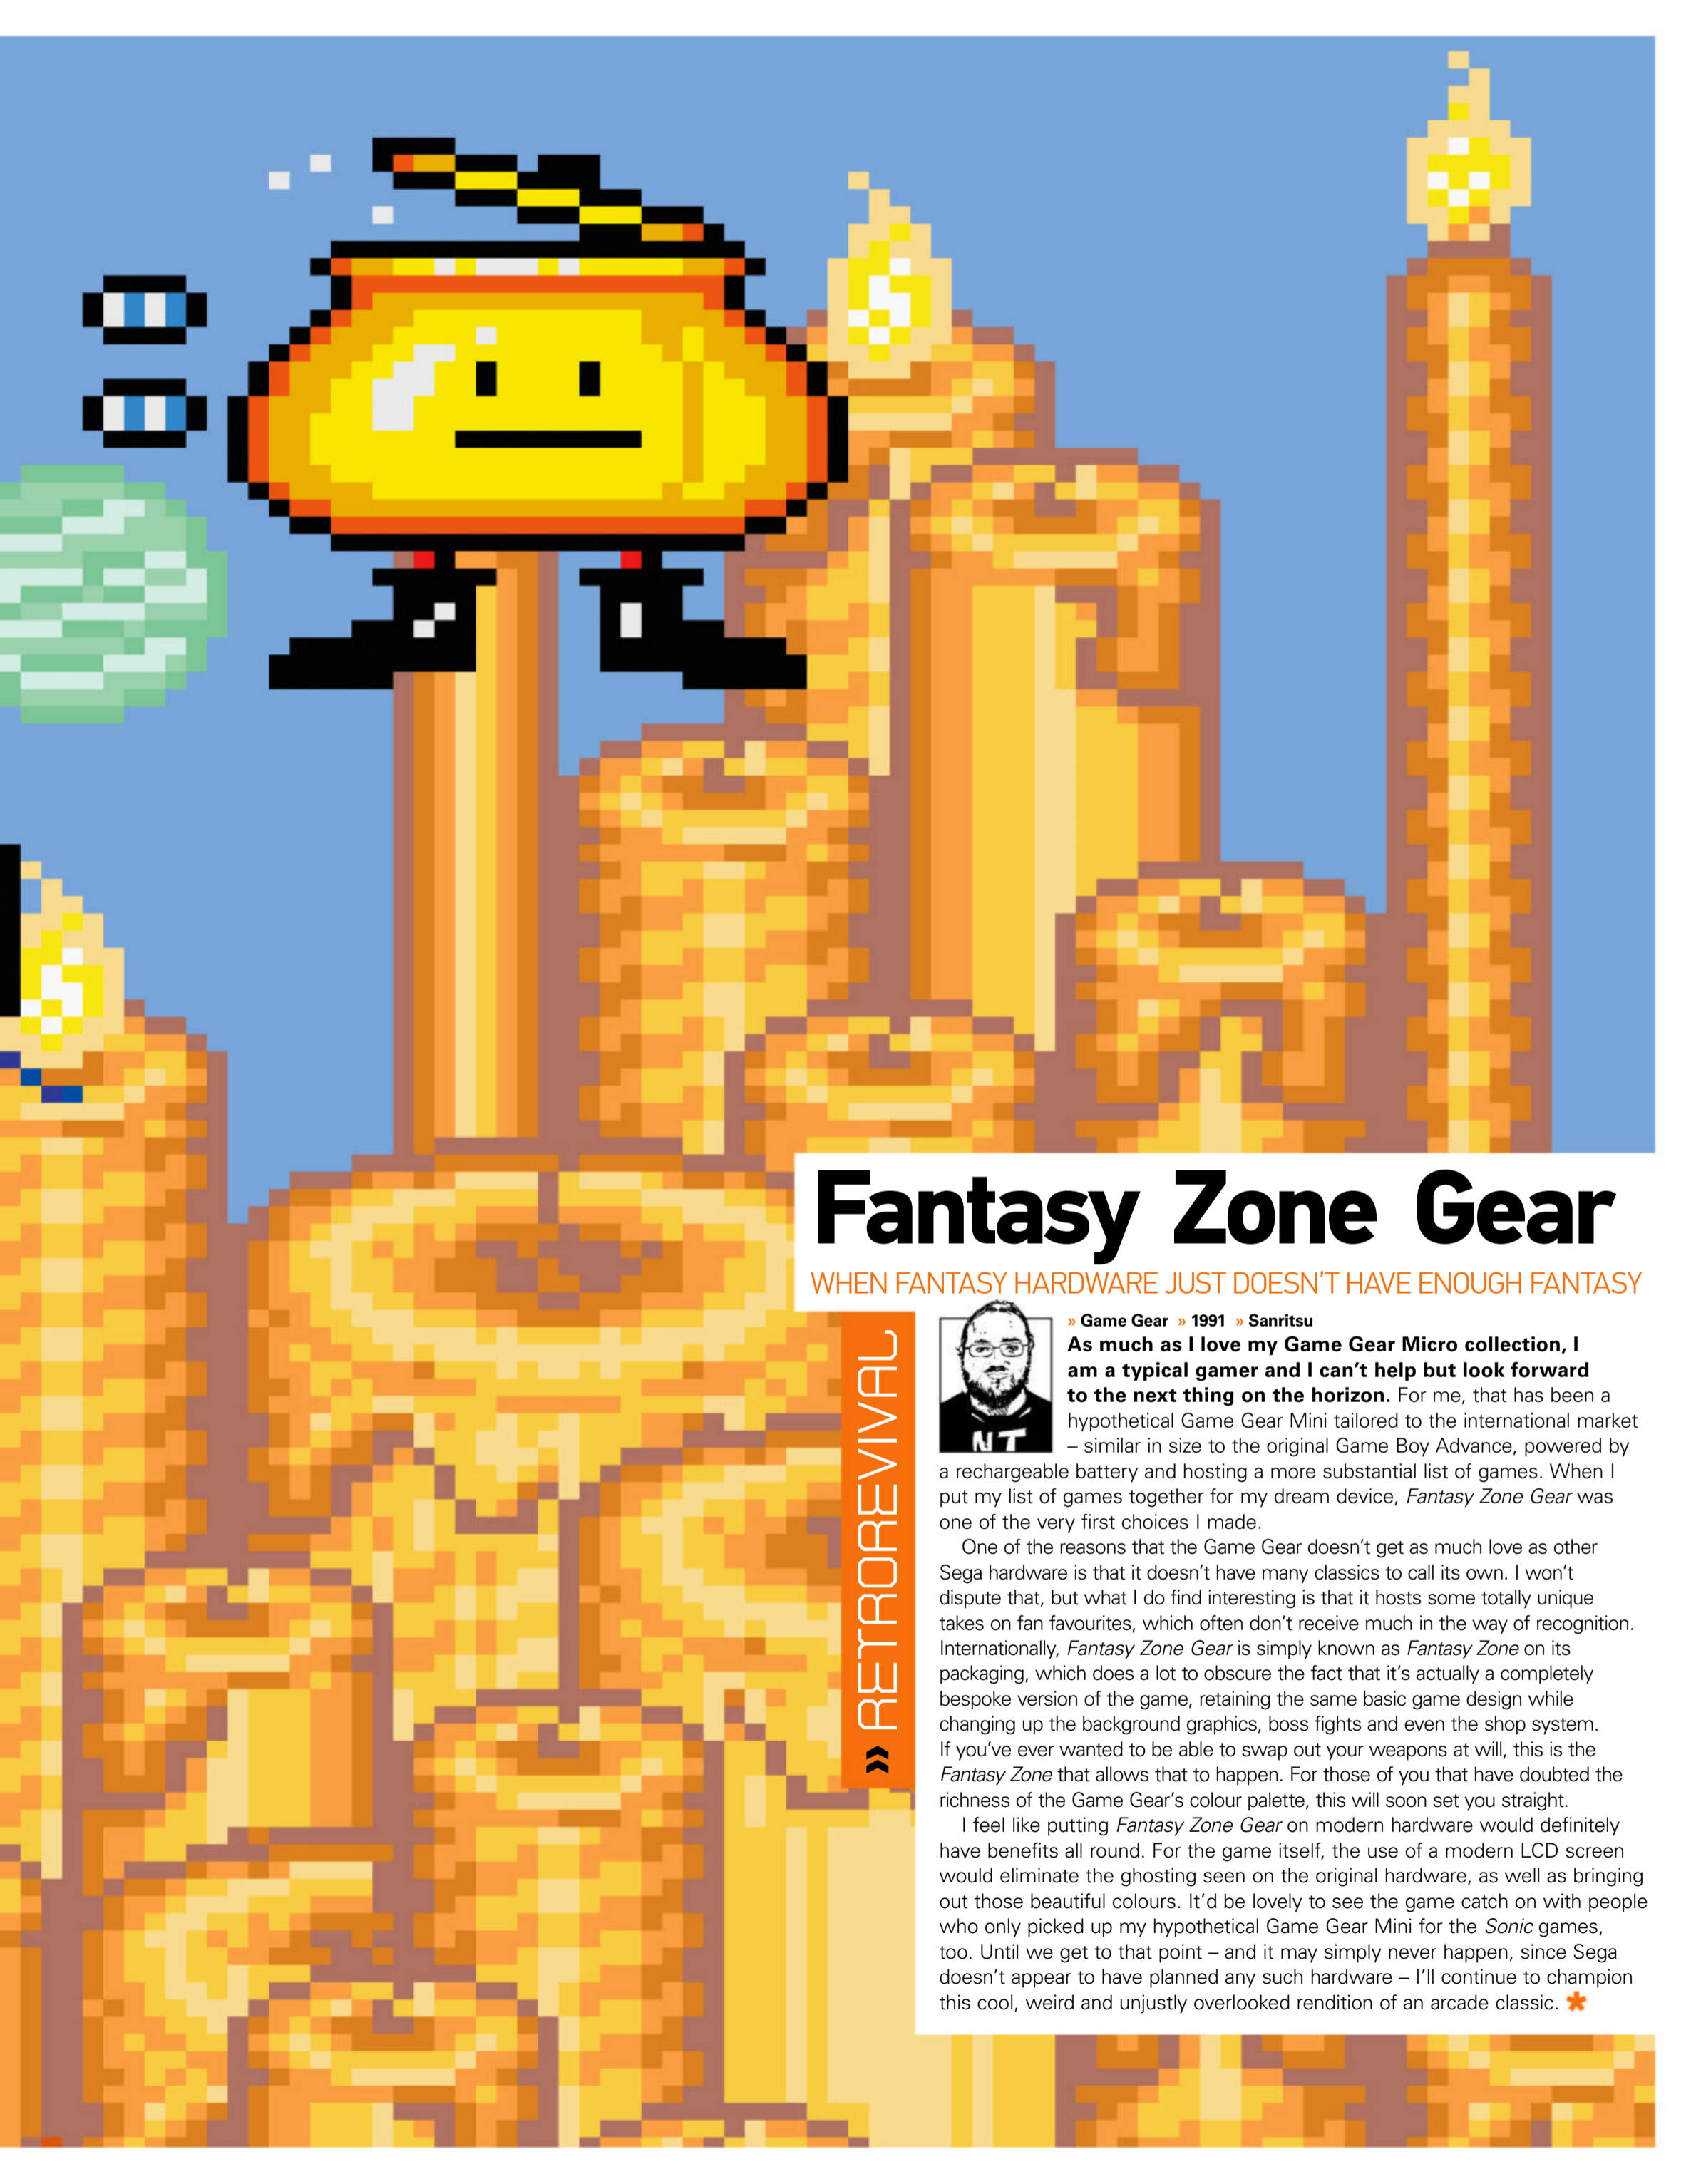 Fantasy Zone Gear
WHEN FANTASY HARDWARE JUST DOESN'T HAVE ENOUGH FANTASY
» RETROREVIVAL
NT
» Game Gear » 1991 » Sanritsu
As much as I love my Game Gear Micro collection, I
am a typical gamer and I can't help but look forward
to the next thing on the horizon. For me, that has been a
hypothetical Game Gear Mini tailored to the international market
– similar in size to the original Game Boy Advance, powered by
a rechargeable battery and hosting a more substantial list of games. When I
put my list of games together for my dream device, Fantasy Zone Gear was
one of the very first choices I made.
One of the reasons that the Game Gear doesn't get as much love as other
Sega hardware is that it doesn't have many classics to call its own. I won't
dispute that, but what I do find interesting is that it hosts some totally unique
takes on fan favourites, which often don't receive much in the way of recognition.
Internationally, Fantasy Zone Gear is simply known as Fantasy Zone on its
packaging, which does a lot to obscure the fact that it's actually a completely
bespoke version of the game, retaining the same basic game design while
changing up the background graphics, boss fights and even the shop system.
If you've ever wanted to be able to swap out your weapons at will, this is the
Fantasy Zone that allows that to happen. For those of you that have doubted the
richness of the Game Gear's colour palette, this will soon set you straight.
I feel like putting Fantasy Zone Gear on modern hardware would definitely
have benefits all round. For the game itself, the use of a modern LCD screen
would eliminate the ghosting seen on the original hardware, as well as bringing
out those beautiful colours. It'd be lovely to see the game catch on with people
who only picked up my hypothetical Game Gear Mini for the Sonic games,
too. Until we get to that point – and it may simply never happen, since Sega
doesn't appear to have planned any such hardware – I'll continue to champion
this cool, weird and unjustly overlooked rendition of an arcade classic.